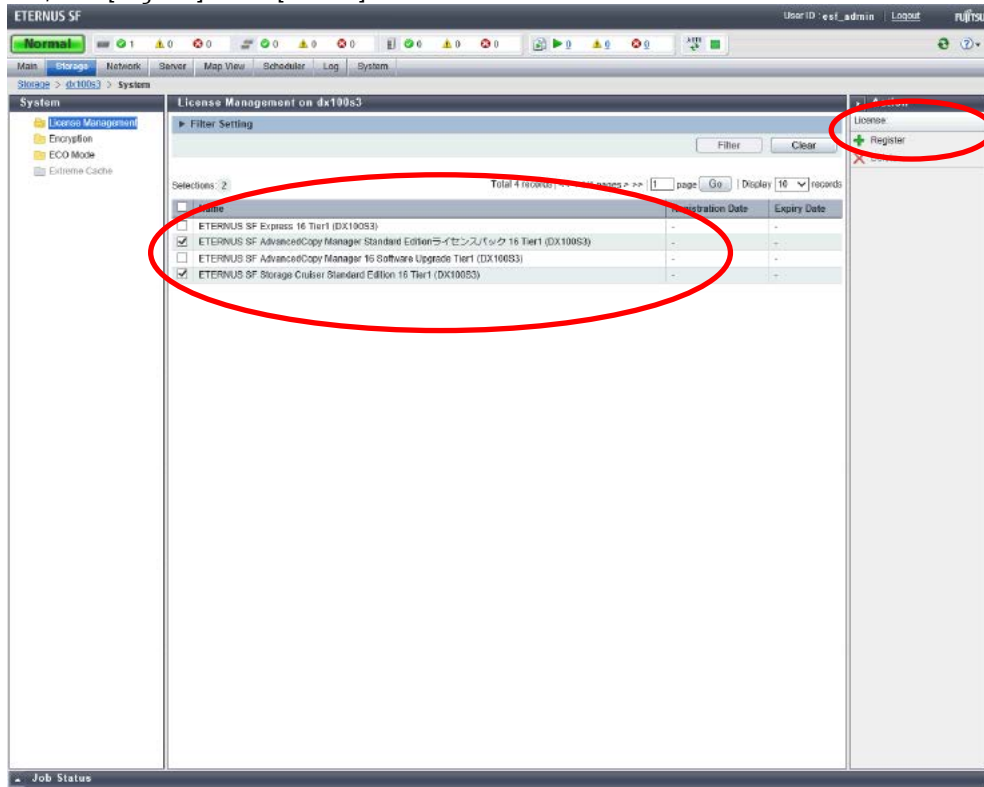 ETERNUS SF
User ID : esf_admin | Logout FUJITSU
Normal 1 0 0 0 0 0 0 0 0 0 0 0
Main Storage Network Server Map View Scheduler Log System
Storage > dx100s3 > System
System
License Management
Encryption
ECO Mode
Extreme Cache
License Management on dx100s3
Filter Setting
Filter Clear
Selections: 2
Total 4 records | pages > >> | 1 page Go | Display 10 records
Name Registration Date Expiry Date
ETERNUS SF Express 16 Tier1 (DX100S3) - -
ETERNUS SF AdvancedCopy Manager Standard Editionライセンスパック 16 Tier1 (DX100S3) - -
ETERNUS SF AdvancedCopy Manager 16 Software Upgrade Tier1 (DX100S3) - -
ETERNUS SF Storage Cruiser Standard Edition 16 Tier1 (DX100S3) - -
Action
License
Register
Job Status